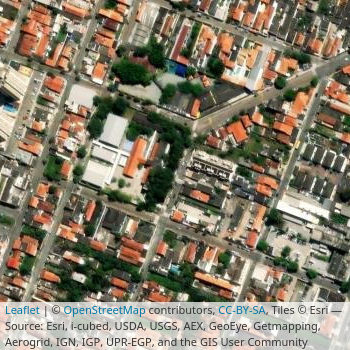 Leaflet | © OpenStreetMap contributors, CC-BY-SA, Tiles © Esri —
Source: Esri, i-cubed, USDA, USGS, AEX, GeoEye, Getmapping,
Aerogrid, IGN, IGP, UPR-EGP, and the GIS User Community